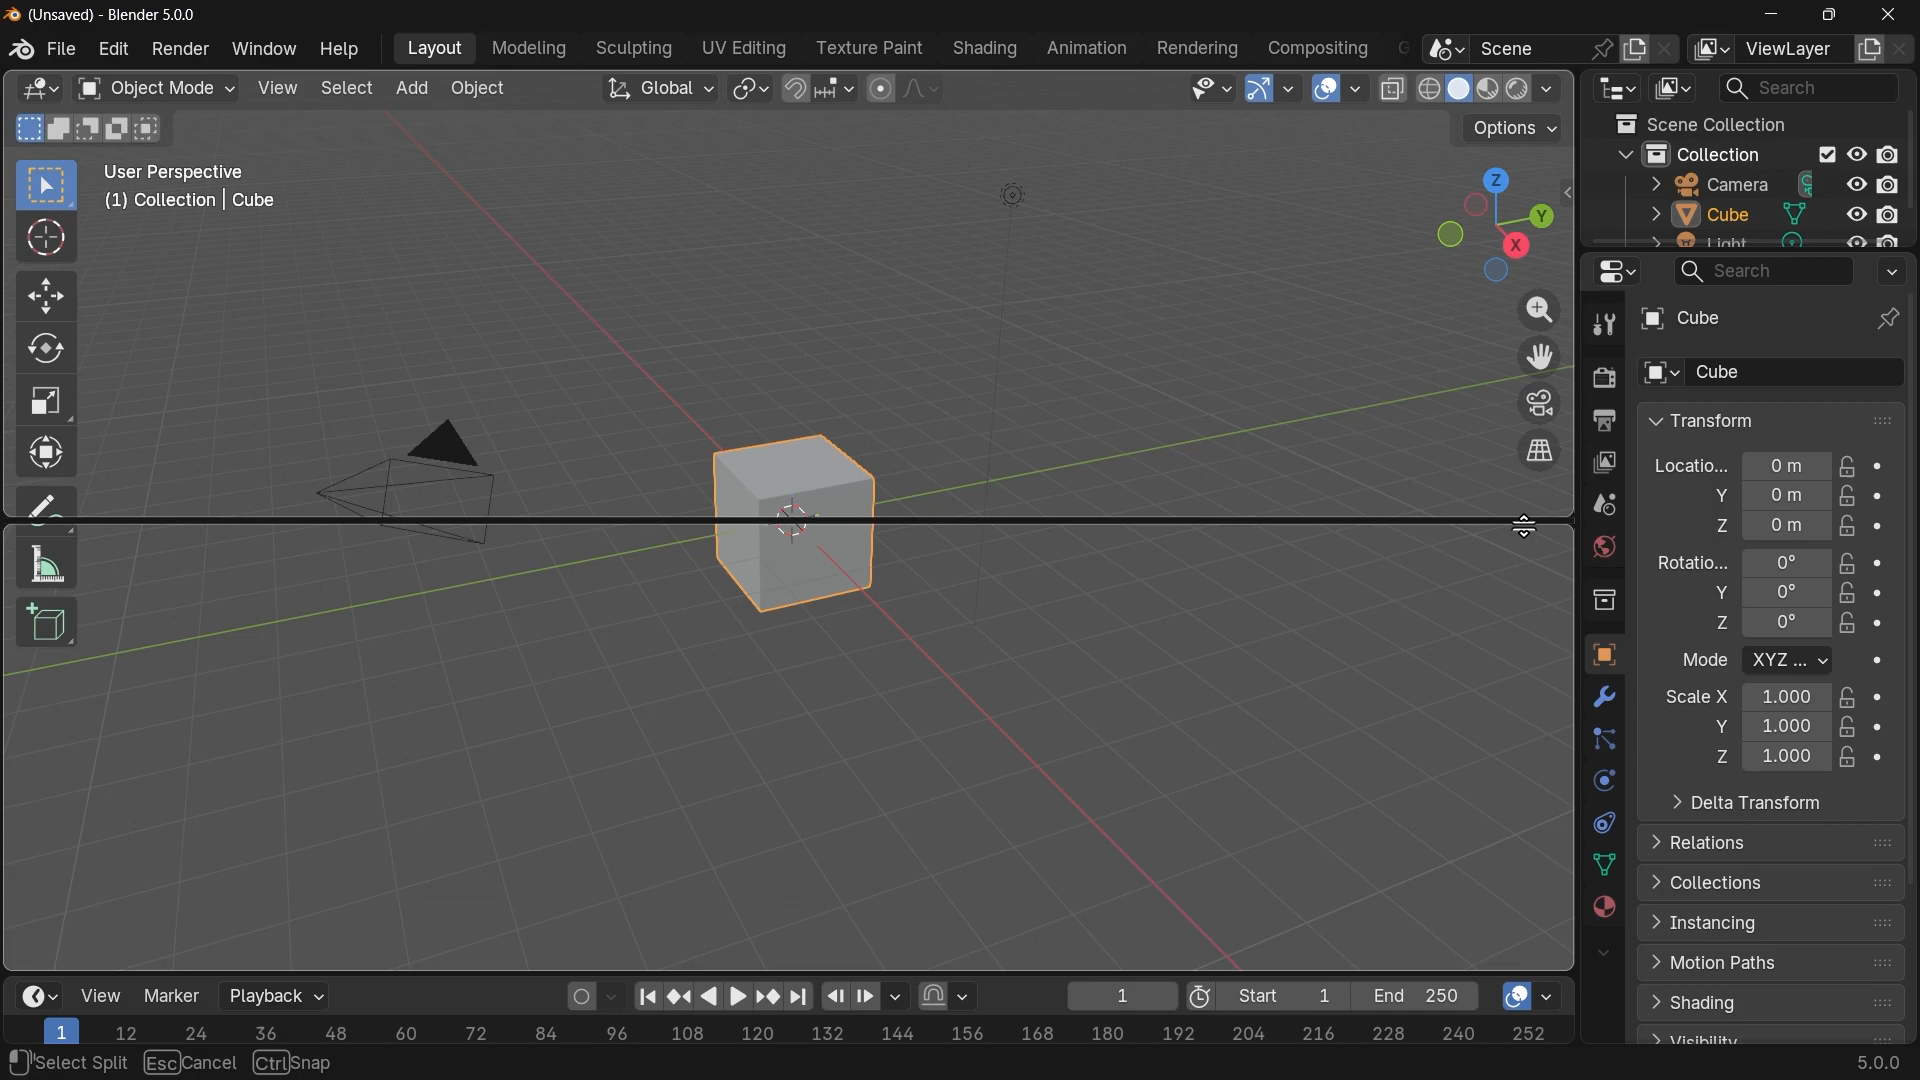 (Unsaved) - Blender 5.0.0
File Edit Render Window Help Layout Modeling Sculpting UV Editing Texture Paint Shading Animation Rendering Compositing Scene ViewLayer
Object Mode View Select Add Object Global Search
Options
User Perspective
(1) Collection | Cube
Z
Y
X
Scene Collection
Collection
Camera
Cube
Light
Search
Cube
Cube
Transform
Locatio... 0 m
Y 0 m
Z 0 m
Rotatio... 0°
Y 0°
Z 0°
Mode XYZ ...
Scale X 1.000
Y 1.000
Z 1.000
Delta Transform
Relations
Collections
Instancing
Motion Paths
Shading
Visibility
View Marker Playback 1 Start 1 End 250
1 12 24 36 48 60 72 84 96 108 120 132 144 156 168 180 192 204 216 228 240 252
Select Split Esc Cancel Ctrl Snap 5.0.0